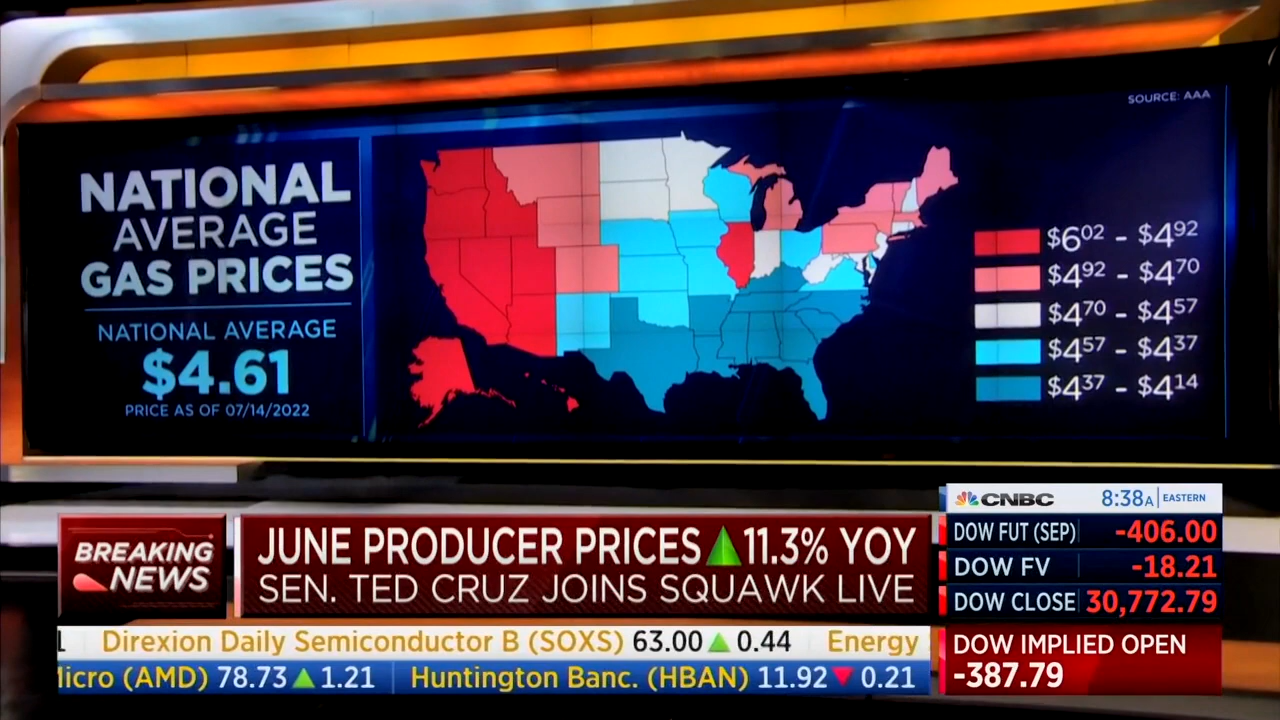 SOURCE: AAA
NATIONAL
AVERAGE
GAS PRICES
NATIONAL AVERAGE
$4.61
PRICE AS OF 07/14/2022
$6.02 - $4.92
$4.92 - $4.70
$4.70 - $4.57
$4.57 - $4.37
$4.37 - $4.14
CNBC 8:38A EASTERN
DOW FUT (SEP) -406.00
DOW FV -18.21
DOW CLOSE 30,772.79
DOW IMPLIED OPEN
-387.79
BREAKING
NEWS
JUNE PRODUCER PRICES ▲ 11.3% YOY
SEN. TED CRUZ JOINS SQUAWK LIVE
Direxion Daily Semiconductor B (SOXS) 63.00 ▲ 0.44 Energy
Micro (AMD) 78.73 ▲ 1.21 Huntington Banc. (HBAN) 11.92 ▼ 0.21